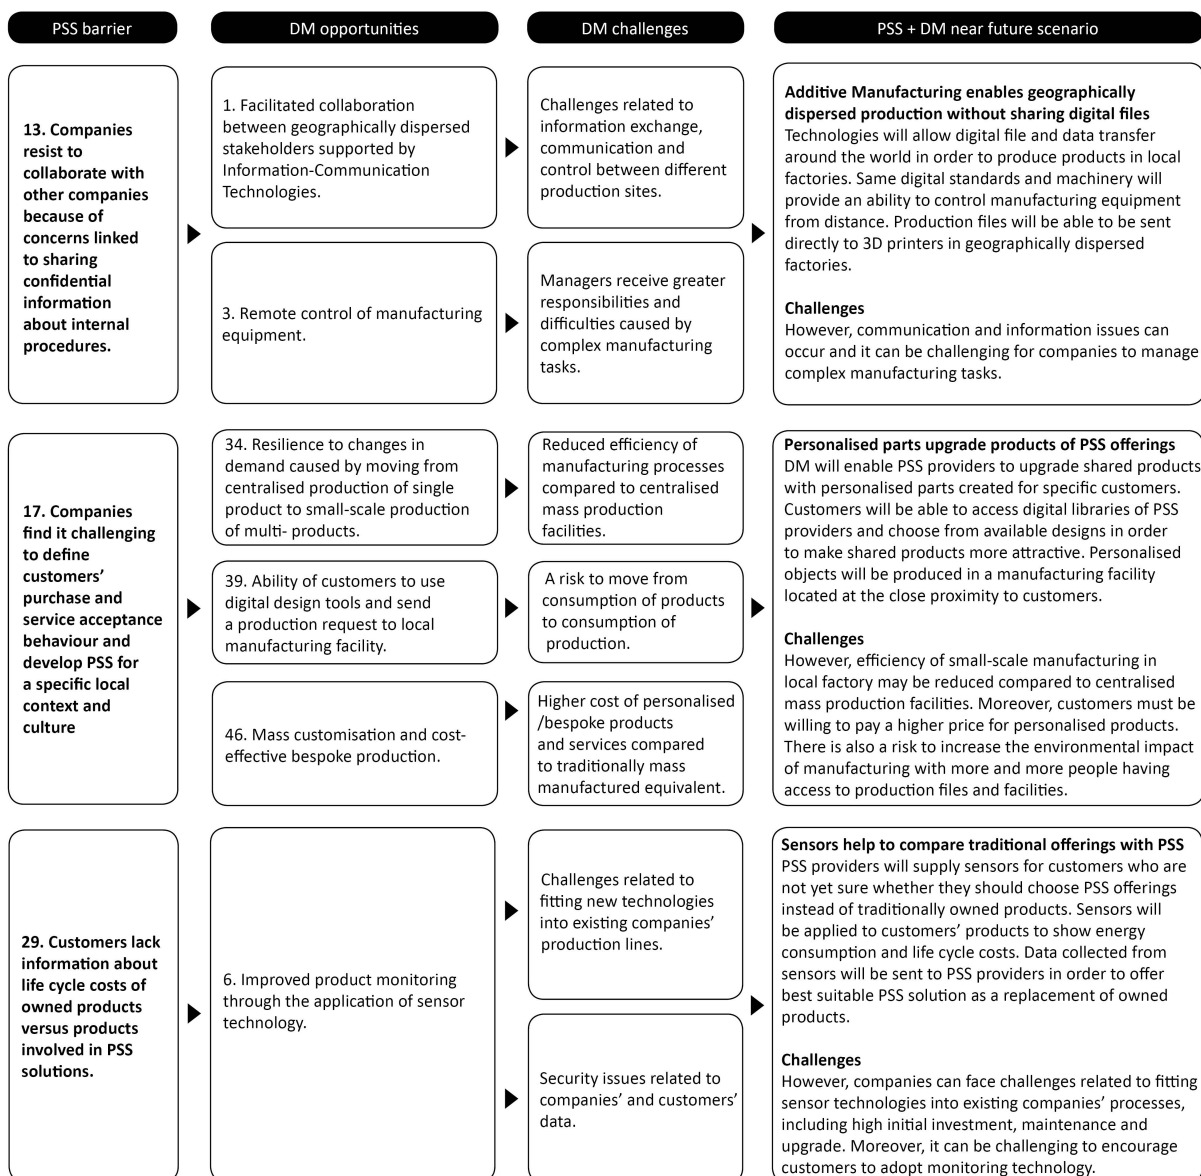 PSS barrier
DM opportunities
DM challenges
PSS + DM near future scenario
13. Companies
resist to
collaborate with
other companies
because of
concerns linked
to sharing
confidential
information
about internal
procedures.
1. Facilitated collaboration
between geographically dispersed
stakeholders supported by
Information-Communication
Technologies.
Challenges related to
information exchange,
communication and
control between different
production sites.
3. Remote control of manufacturing
equipment.
Managers receive greater
responsibilities and
difficulties caused by
complex manufacturing
tasks.
Additive Manufacturing enables geographically
dispersed production without sharing digital files
Technologies will allow digital file and data transfer
around the world in order to produce products in local
factories. Same digital standards and machinery will
provide an ability to control manufacturing equipment
from distance. Production files will be able to be sent
directly to 3D printers in geographically dispersed
factories.
Challenges
However, communication and information issues can
occur and it can be challenging for companies to manage
complex manufacturing tasks.
17. Companies
find it challenging
to define
customers’
purchase and
service acceptance
behaviour and
develop PSS for
a specific local
context and
culture
34. Resilience to changes in
demand caused by moving from
centralised production of single
product to small-scale production
of multi- products.
Reduced efficiency of
manufacturing processes
compared to centralised
mass production
facilities.
39. Ability of customers to use
digital design tools and send
a production request to local
manufacturing facility.
A risk to move from
consumption of products
to consumption of
production.
46. Mass customisation and cost-
effective bespoke production.
Higher cost of personalised
/bespoke products
and services compared
to traditionally mass
manufactured equivalent.
Personalised parts upgrade products of PSS offerings
DM will enable PSS providers to upgrade shared products
with personalised parts created for specific customers.
Customers will be able to access digital libraries of PSS
providers and choose from available designs in order
to make shared products more attractive. Personalised
objects will be produced in a manufacturing facility
located at the close proximity to customers.
Challenges
However, efficiency of small-scale manufacturing in
local factory may be reduced compared to centralised
mass production facilities. Moreover, customers must be
willing to pay a higher price for personalised products.
There is also a risk to increase the environmental impact
of manufacturing with more and more people having
access to production files and facilities.
29. Customers lack
information about
life cycle costs of
owned products
versus products
involved in PSS
solutions.
6. Improved product monitoring
through the application of sensor
technology.
Challenges related to
fitting new technologies
into existing companies’
production lines.
Security issues related to
companies’ and customers’
data.
Sensors help to compare traditional offerings with PSS
PSS providers will supply sensors for customers who are
not yet sure whether they should choose PSS offerings
instead of traditionally owned products. Sensors will
be applied to customers’ products to show energy
consumption and life cycle costs. Data collected from
sensors will be sent to PSS providers in order to offer
best suitable PSS solution as a replacement of owned
products.
Challenges
However, companies can face challenges related to fitting
sensor technologies into existing companies’ processes,
including high initial investment, maintenance and
upgrade. Moreover, it can be challenging to encourage
customers to adopt monitoring technology.